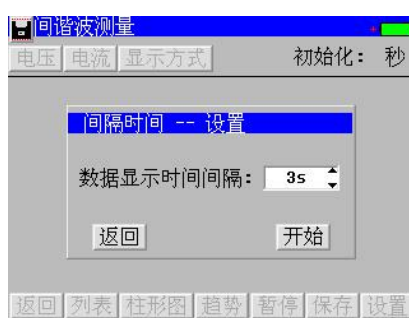 间谐波测量
电压 电流 显示方式 初始化: 秒
间隔时间 -- 设置
数据显示时间间隔: 3s
返回 开始
返回 列表 柱形图 趋势 暂停 保存 设置